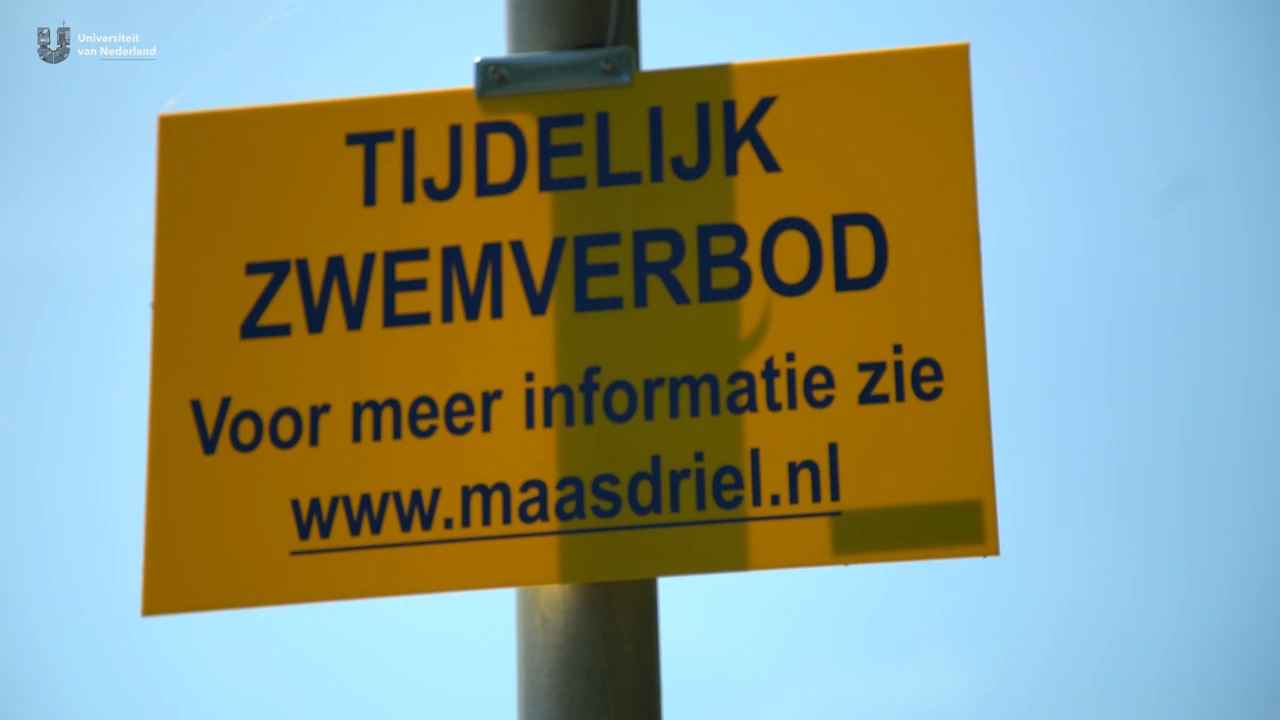 Universiteit
van Nederland
TIJDELIJK
ZWEMVERBOD
Voor meer informatie zie
www.maasdriel.nl